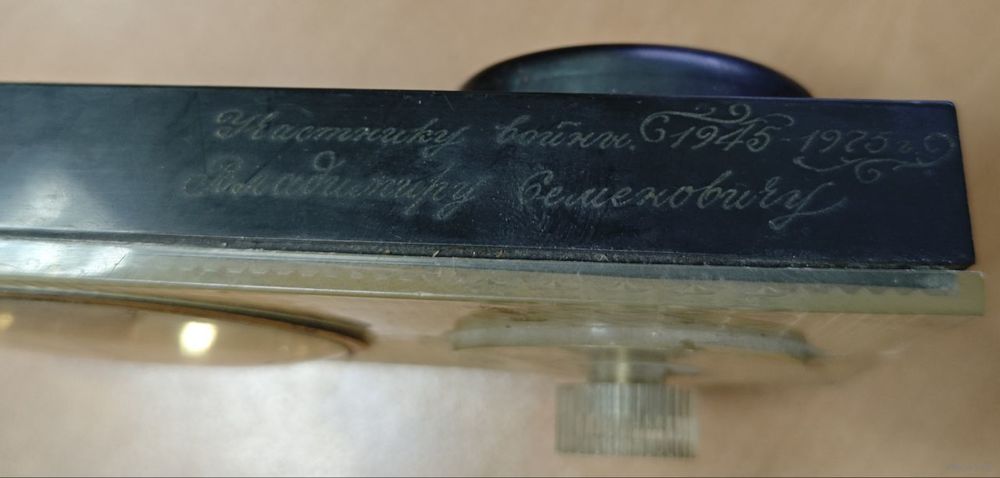 Участнику войны. 1945-1975 г.
Владимиру Семеновичу